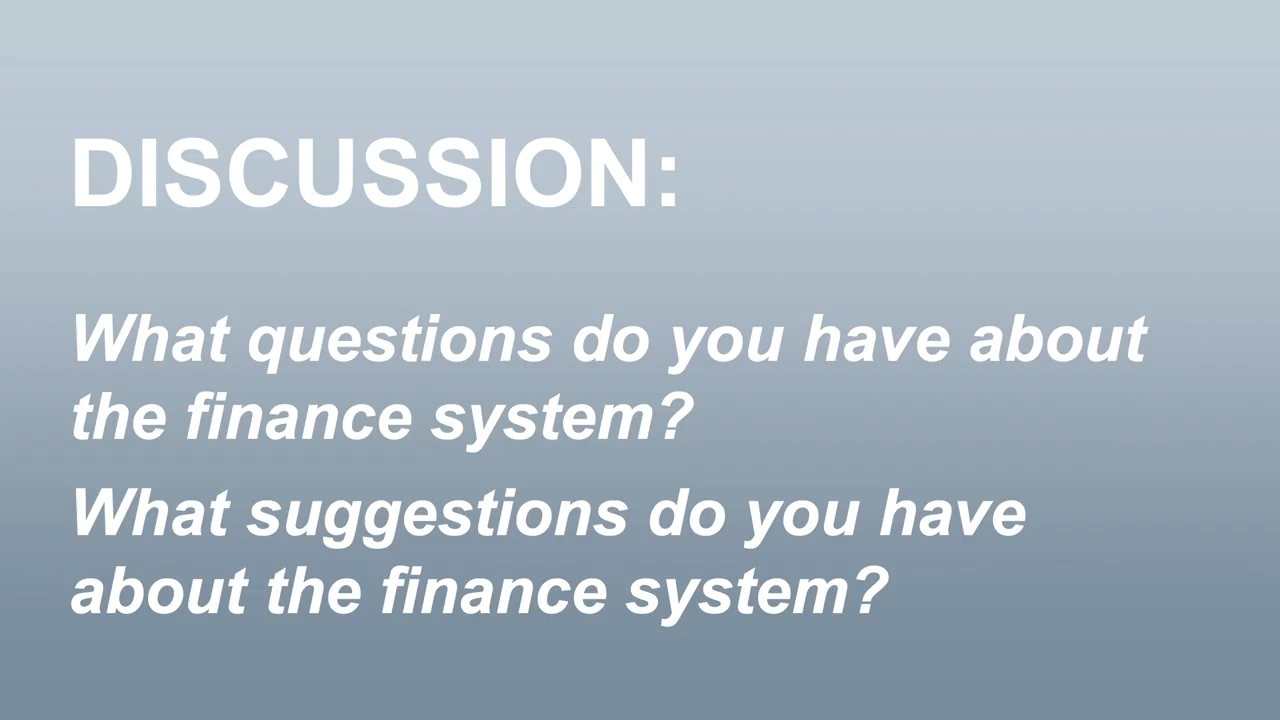 DISCUSSION:
What questions do you have about
the finance system?
What suggestions do you have
about the finance system?